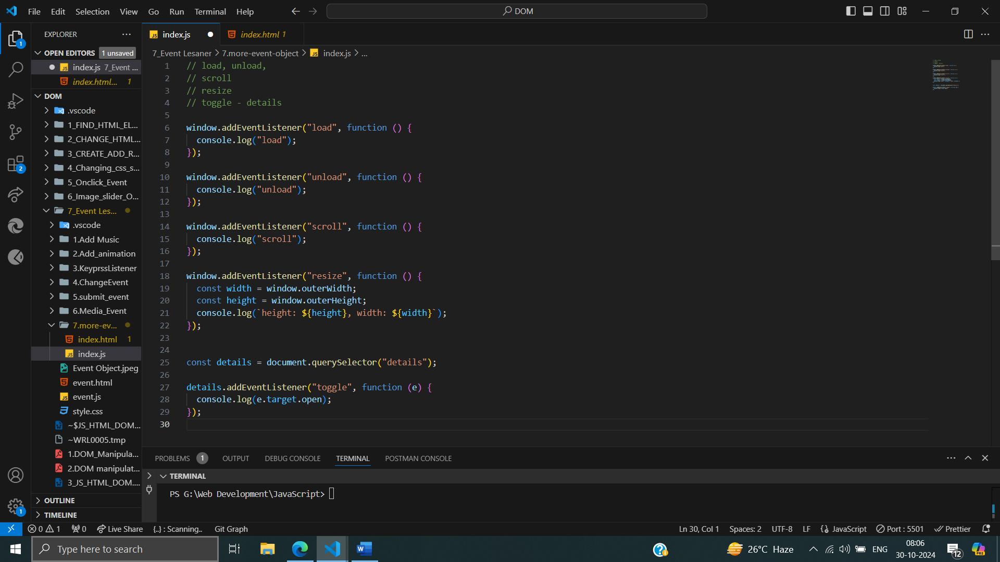 File Edit Selection View Go Run Terminal Help
DOM
EXPLORER
OPEN EDITORS 1 unsaved
index.js 7_Event ...
index.html... 1
DOM
.vscode
1_FIND_HTML_EL...
2_CHANGE_HTML...
3_CREATE_ADD_R...
4_Changing_css_s...
5_Onclick_Event
6_Image_slider_O...
7_Event Les...
.vscode
1.Add Music
2.Add_animation
3.KeyprssListener
4.ChangeEvent
5.submit_event
6.Media_Event
7.more-ev...
index.html 1
index.js
Event Object.jpeg
event.html
event.js
style.css
~$JS_HTML_DOM...
~WRL0005.tmp
1.DOM_Manipula...
2.DOM manipulat...
3_JS_HTML_DOM....
OUTLINE
TIMELINE
index.js
index.html 1
7_Event Lesaner > 7.more-event-object > index.js > ...
1 // load, unload,
2 // scroll
3 // resize
4 // toggle - details
5
6 window.addEventListener("load", function () {
7 console.log("load");
8 });
9
10 window.addEventListener("unload", function () {
11 console.log("unload");
12 });
13
14 window.addEventListener("scroll", function () {
15 console.log("scroll");
16 });
17
18 window.addEventListener("resize", function () {
19 const width = window.outerWidth;
20 const height = window.outerHeight;
21 console.log(`height: ${height}, width: ${width}`);
22 });
23
24
25 const details = document.querySelector("details");
26
27 details.addEventListener("toggle", function (e) {
28 console.log(e.target.open);
29 });
30
PROBLEMS 1 OUTPUT DEBUG CONSOLE TERMINAL POSTMAN CONSOLE
TERMINAL
PS G:\Web Development\JavaScript>
0 1 0 Live Share {..} : Scanning.. Git Graph
Ln 30, Col 1 Spaces: 2 UTF-8 LF JavaScript Port : 5501 Prettier
Type here to search
26°C Haze
ENG
08:06
30-10-2024
12
1
2
1